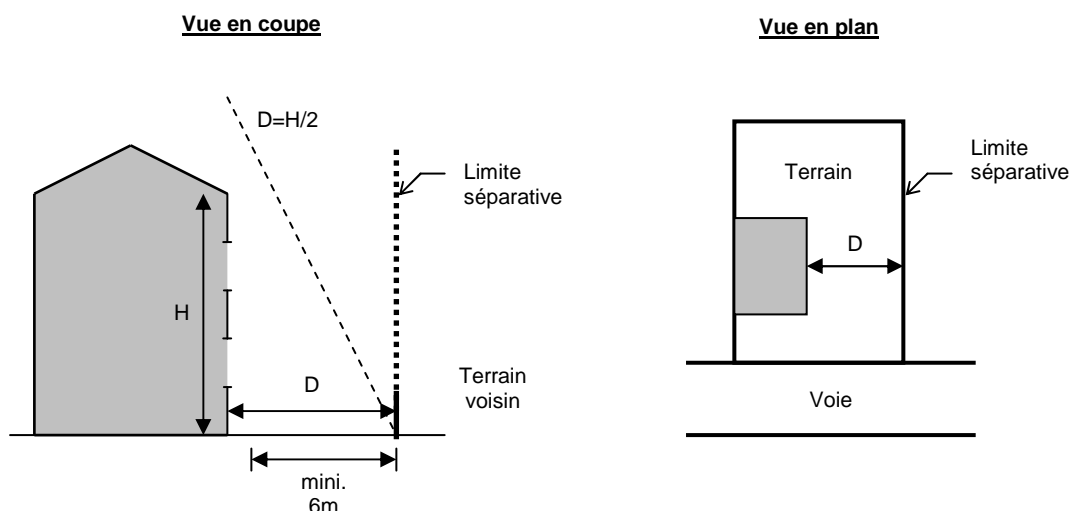 Vue en coupe
D=H/2
Limite
séparative
H
D
Terrain
voisin
mini.
6m
Vue en plan
Terrain
Limite
séparative
D
Voie